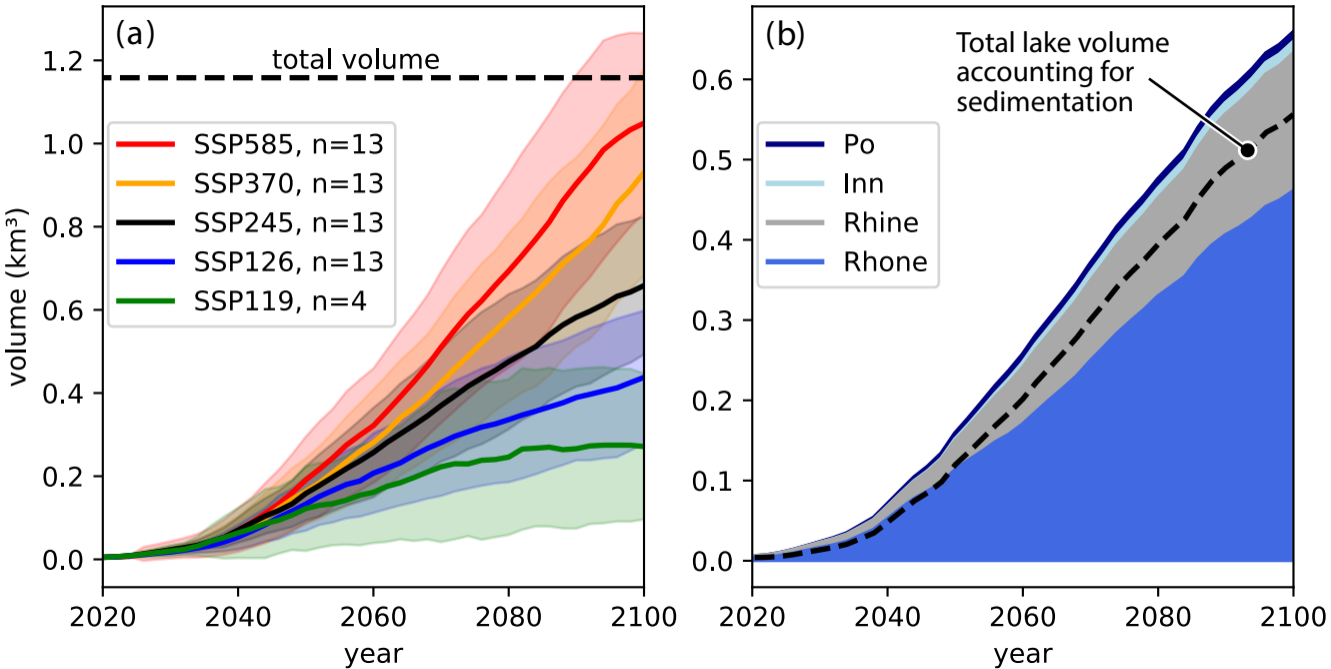 (a)
total volume
SSP585, n=13
SSP370, n=13
SSP245, n=13
SSP126, n=13
SSP119, n=4
volume (km³)
1.2
1.0
0.8
0.6
0.4
0.2
0.0
2020 2040 2060 2080 2100
year
(b)
Total lake volume
accounting for
sedimentation
Po
Inn
Rhine
Rhone
0.6
0.5
0.4
0.3
0.2
0.1
0.0
2020 2040 2060 2080 2100
year